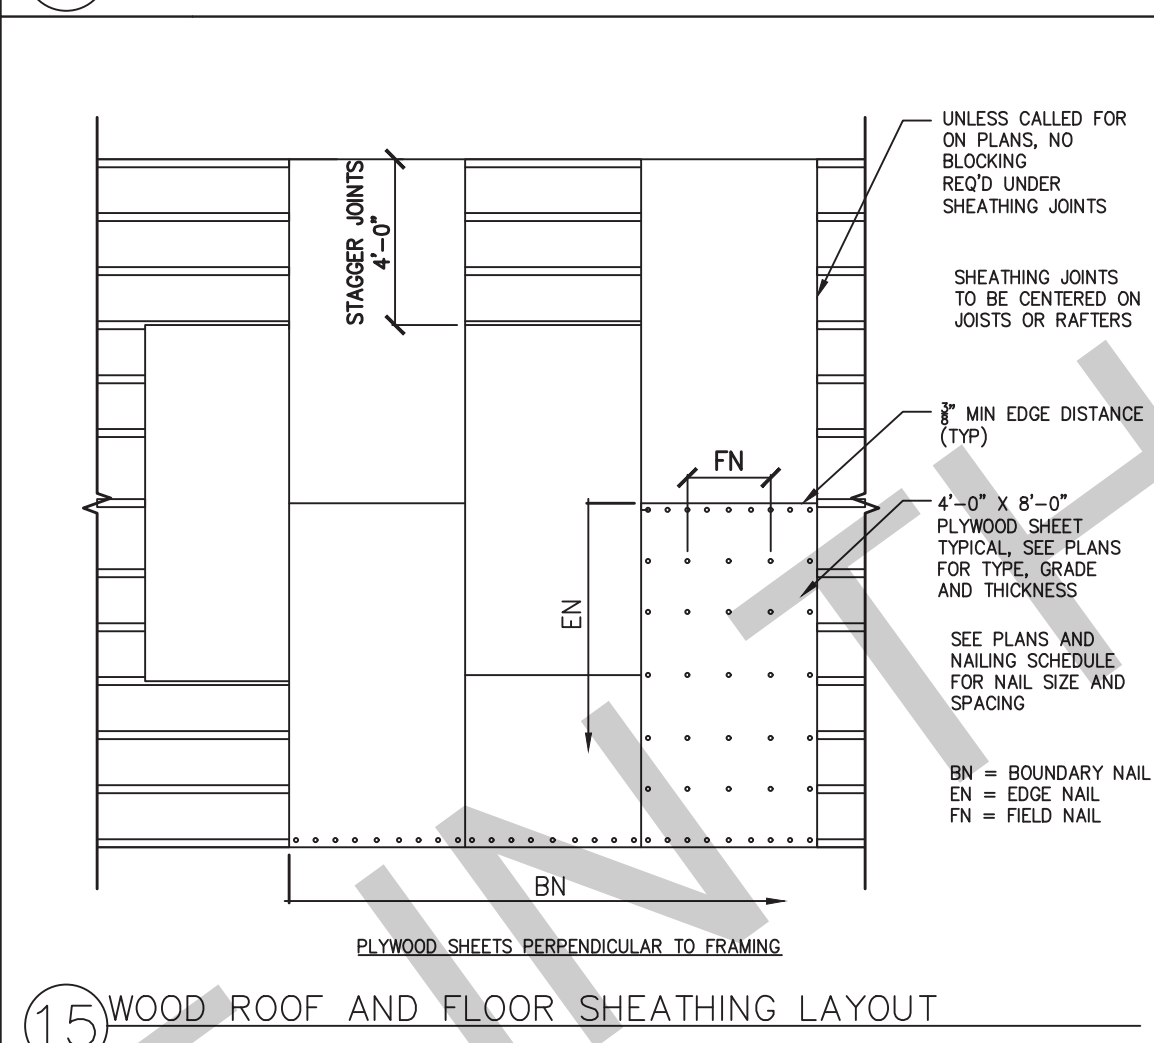 STAGGER JOINTS
4'-0"
UNLESS CALLED FOR
ON PLANS, NO
BLOCKING
REQ'D UNDER
SHEATHING JOINTS
SHEATHING JOINTS
TO BE CENTERED ON
JOISTS OR RAFTERS
3/8" MIN EDGE DISTANCE
(TYP)
FN
4'-0" X 8'-0"
PLYWOOD SHEET
TYPICAL, SEE PLANS
FOR TYPE, GRADE
AND THICKNESS
EN
SEE PLANS AND
NAILING SCHEDULE
FOR NAIL SIZE AND
SPACING
BN = BOUNDARY NAIL
EN = EDGE NAIL
FN = FIELD NAIL
BN
PLYWOOD SHEETS PERPENDICULAR TO FRAMING
15 WOOD ROOF AND FLOOR SHEATHING LAYOUT
IN TH